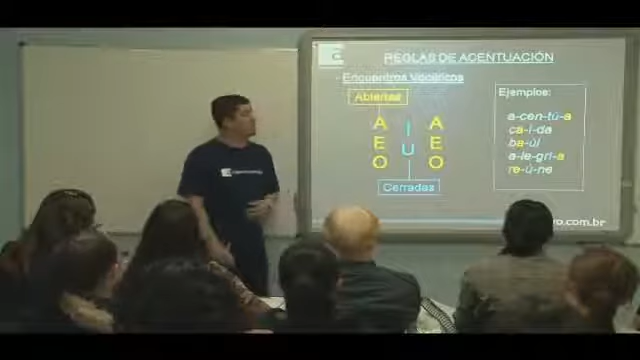 REGLAS DE ACENTUACIÓN
- Encuentros Vocálicos
Abiertas
A I A
E U E
O O
Cerradas
Ejemplos:
a-cen-tú-a
ca-í-da
ba-úl
a-le-grí-a
re-ú-ne
vo.com.br